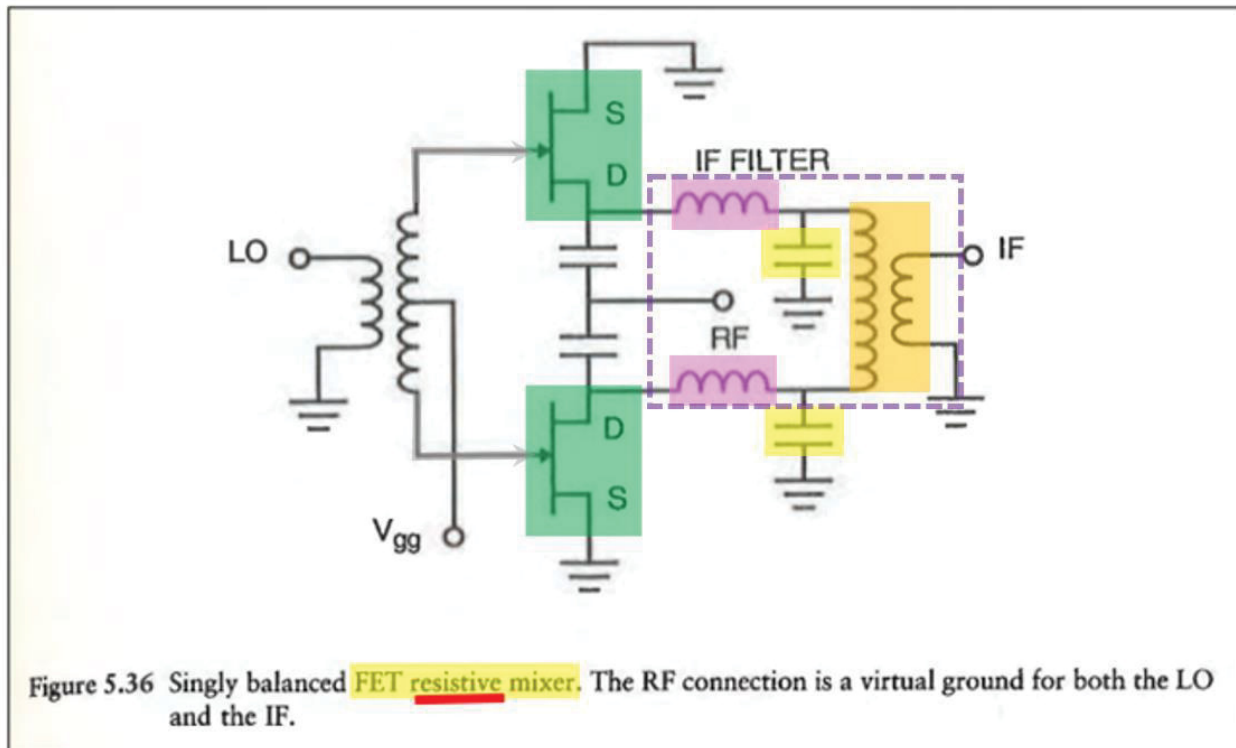 S
D
IF FILTER
LO
IF
RF
D
S
Vgg
Figure 5.36 Singly balanced FET resistive mixer. The RF connection is a virtual ground for both the LO
and the IF.